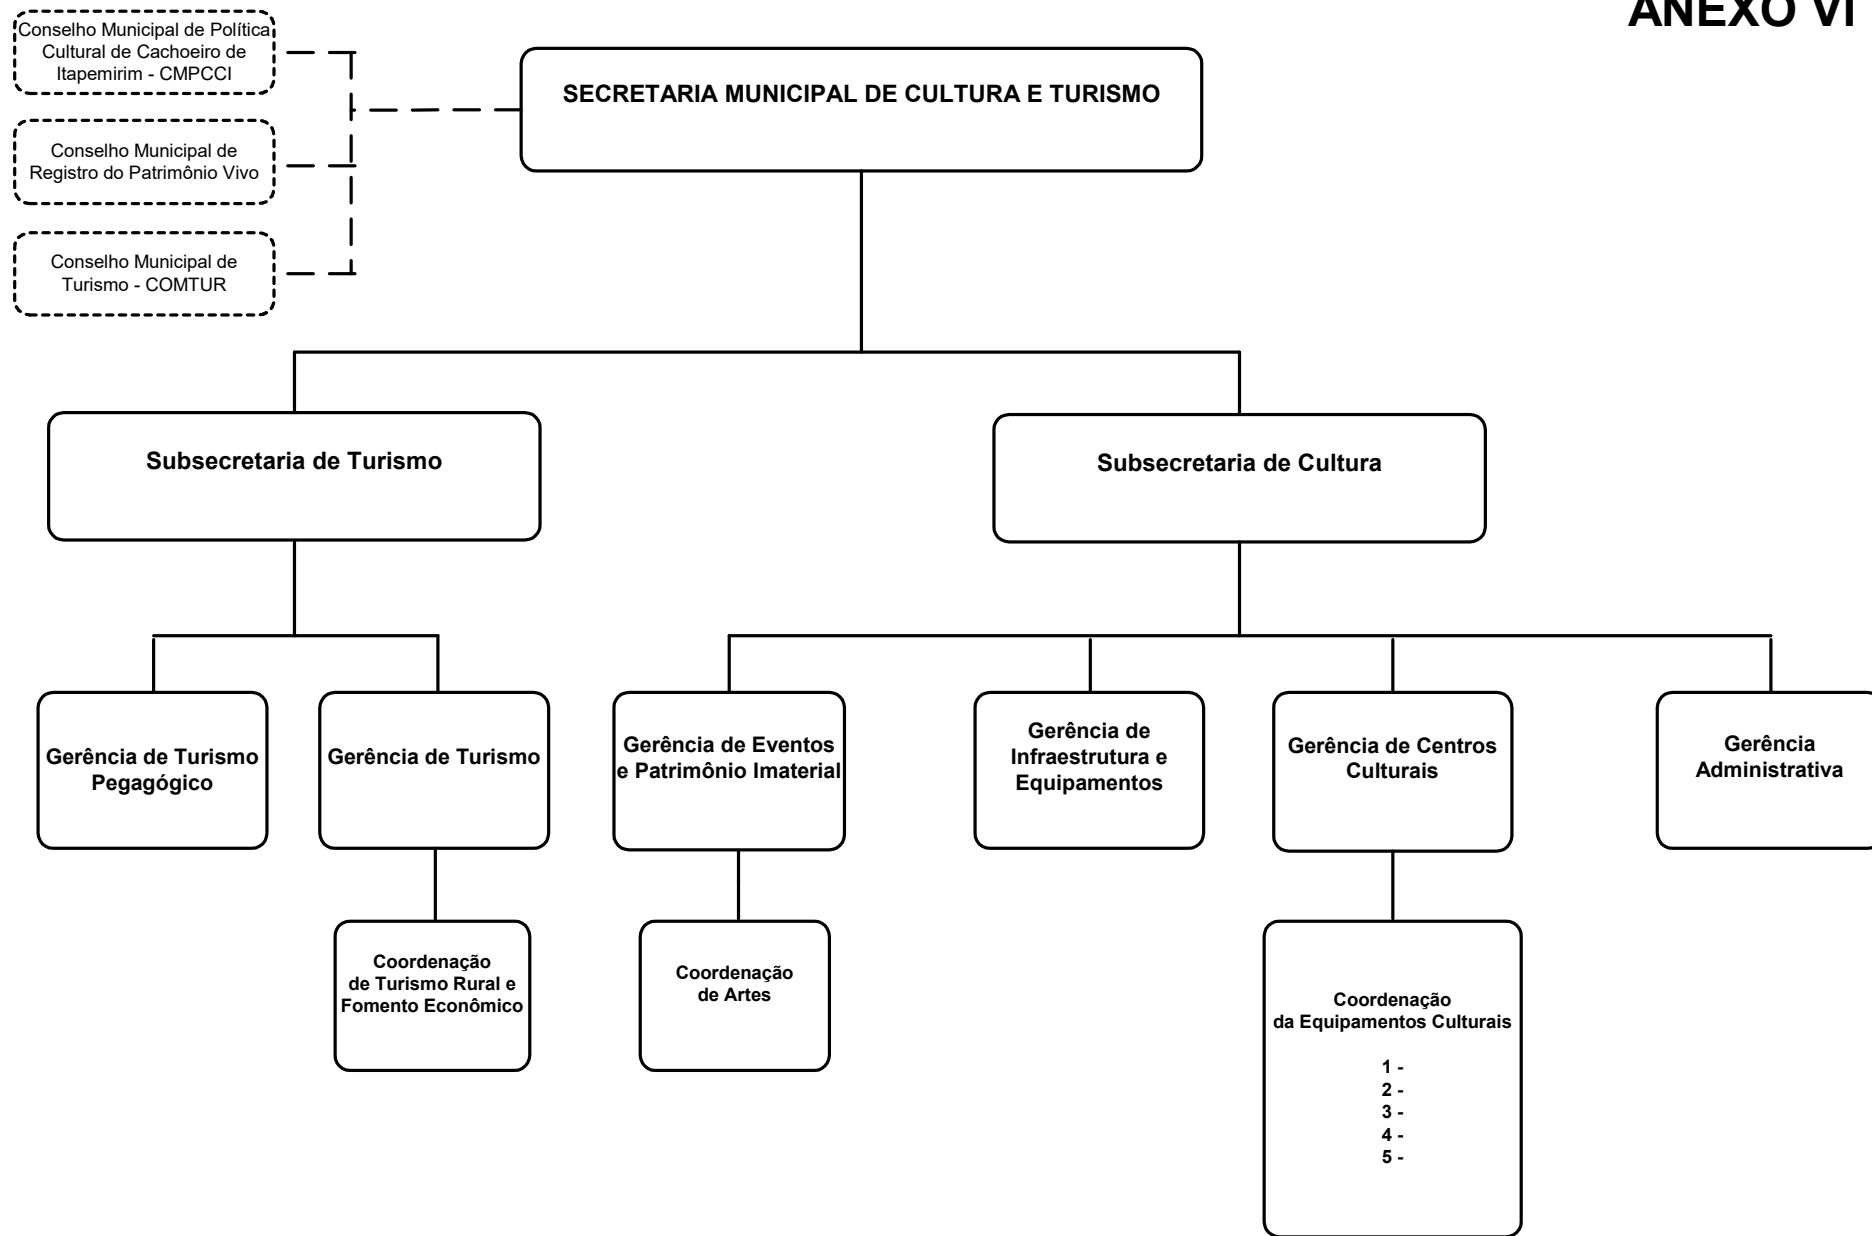 ANEXO VI
Conselho Municipal de Política
Cultural de Cachoeiro de
Itapemirim - CMPCCI
SECRETARIA MUNICIPAL DE CULTURA E TURISMO
Conselho Municipal de
Registro do Patrimônio Vivo
Conselho Municipal de
Turismo - COMTUR
Subsecretaria de Turismo
Subsecretaria de Cultura
Gerência de Turismo
Pegagógico
Gerência de Turismo
Gerência de Eventos
e Patrimônio Imaterial
Gerência de
Infraestrutura e
Equipamentos
Gerência de Centros
Culturais
Gerência
Administrativa
Coordenação
de Turismo Rural e
Fomento Econômico
Coordenação
de Artes
Coordenação
da Equipamentos Culturais
1 -
2 -
3 -
4 -
5 -